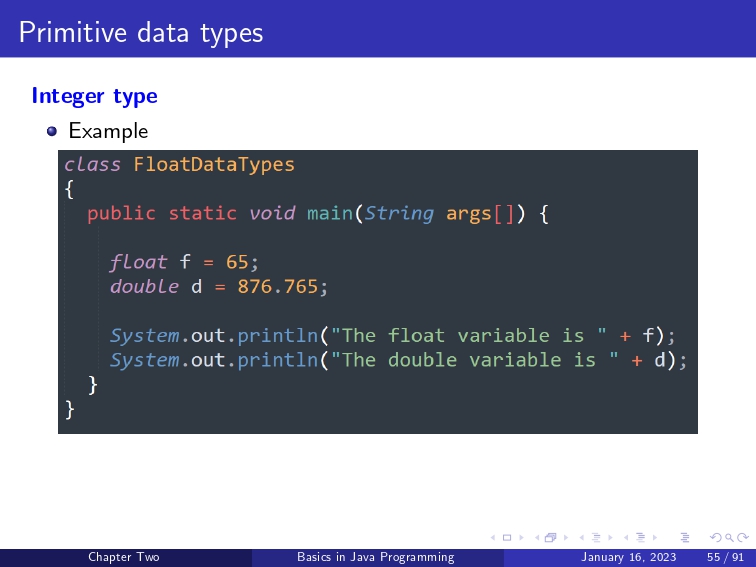 Primitive data types
Integer type
Example
class FloatDataTypes
{
  public static void main(String args[]) {

    float f = 65;
    double d = 876.765;

    System.out.println("The float variable is " + f);
    System.out.println("The double variable is " + d);
  }
}
Chapter Two Basics in Java Programming January 16, 2023 55 / 91